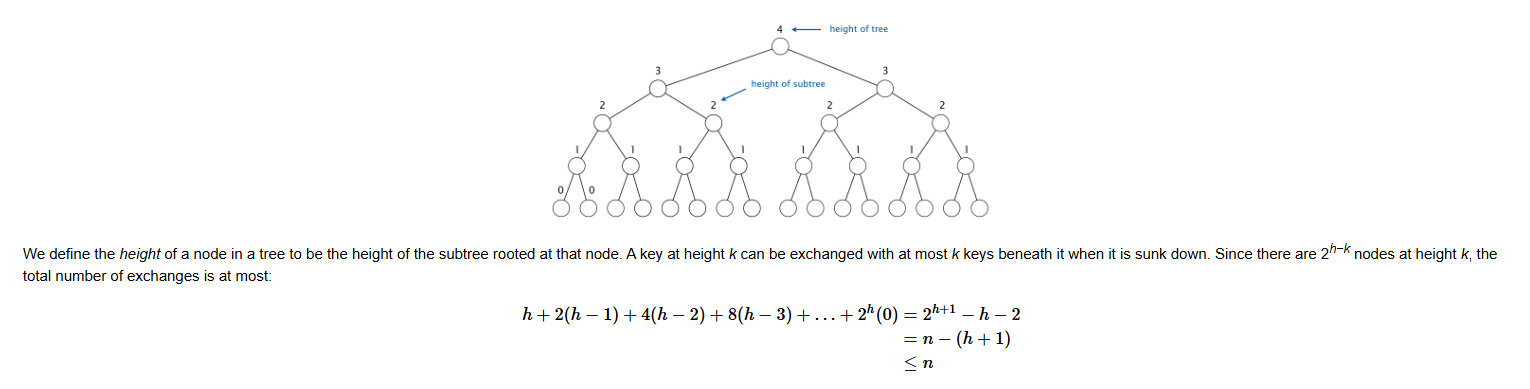 4 height of tree
3 3
height of subtree
2 2 2 2
1 1 1 1 1 1 1 1
0 0
We define the height of a node in a tree to be the height of the subtree rooted at that node. A key at height k can be exchanged with at most k keys beneath it when it is sunk down. Since there are 2^{h−k} nodes at height k, the
total number of exchanges is at most:
h + 2(h − 1) + 4(h − 2) + 8(h − 3) + … + 2^h(0) = 2^{h+1} − h − 2
= n − (h + 1)
≤ n